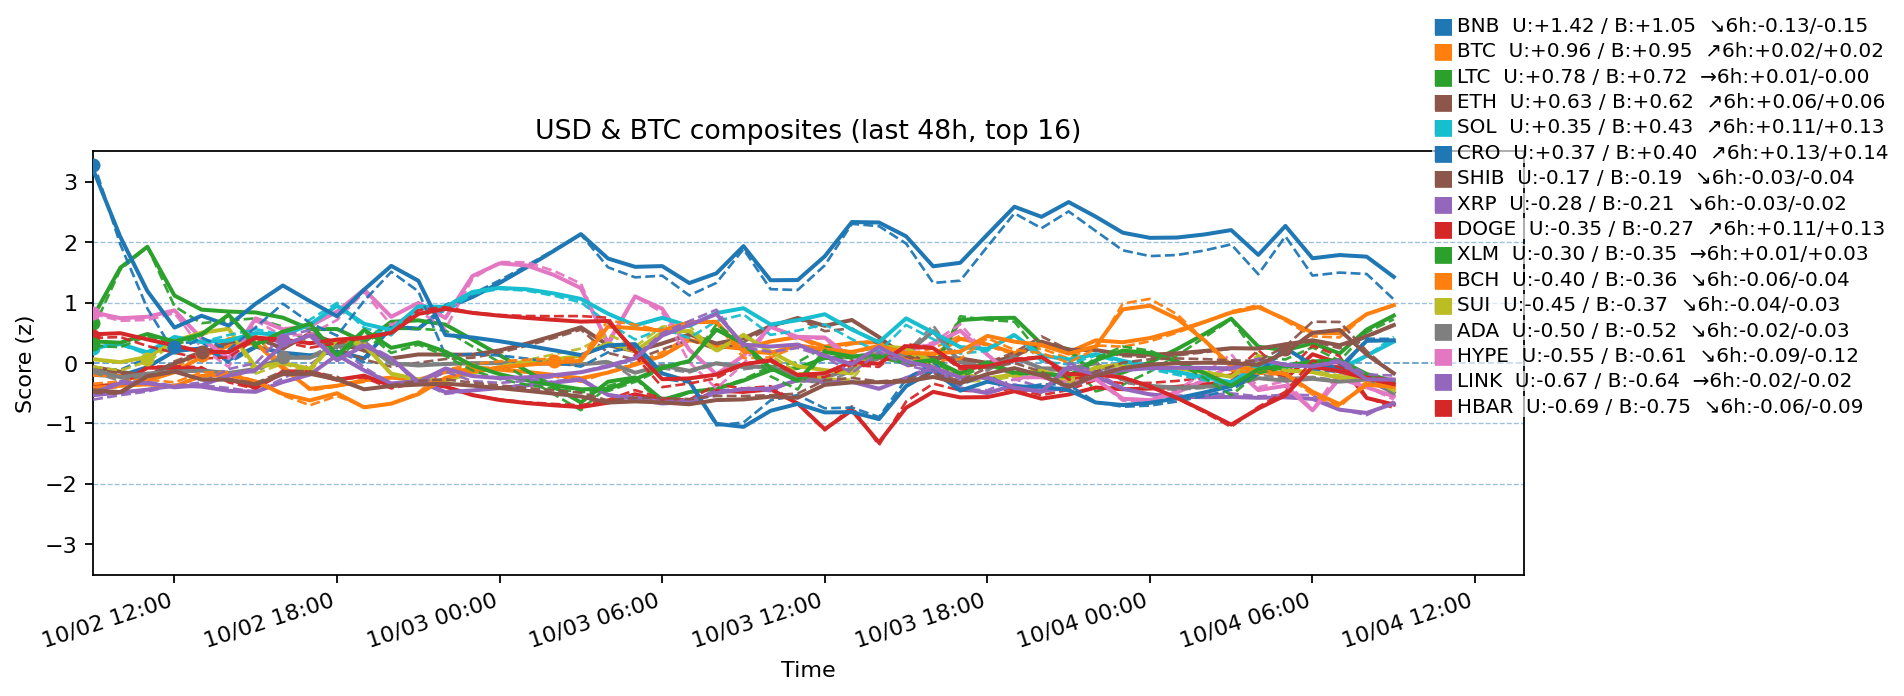 BNB  U:+1.42 / B:+1.05  ↘6h:-0.13/-0.15
BTC  U:+0.96 / B:+0.95  ↗6h:+0.02/+0.02
LTC  U:+0.78 / B:+0.72  →6h:+0.01/-0.00
ETH  U:+0.63 / B:+0.62  ↗6h:+0.06/+0.06
SOL  U:+0.35 / B:+0.43  ↗6h:+0.11/+0.13
CRO  U:+0.37 / B:+0.40  ↗6h:+0.13/+0.14
SHIB  U:-0.17 / B:-0.19  ↘6h:-0.03/-0.04
XRP  U:-0.28 / B:-0.21  ↘6h:-0.03/-0.02
DOGE  U:-0.35 / B:-0.27  ↗6h:+0.11/+0.13
XLM  U:-0.30 / B:-0.35  →6h:+0.01/+0.03
BCH  U:-0.40 / B:-0.36  ↘6h:-0.06/-0.04
SUI  U:-0.45 / B:-0.37  ↘6h:-0.04/-0.03
ADA  U:-0.50 / B:-0.52  ↘6h:-0.02/-0.03
HYPE  U:-0.55 / B:-0.61  ↘6h:-0.09/-0.12
LINK  U:-0.67 / B:-0.64  →6h:-0.02/-0.02
HBAR  U:-0.69 / B:-0.75  ↘6h:-0.06/-0.09
USD & BTC composites (last 48h, top 16)
Score (z)
3
2
1
0
−1
−2
−3
10/02 12:00
10/02 18:00
10/03 00:00
10/03 06:00
10/03 12:00
10/03 18:00
10/04 00:00
10/04 06:00
10/04 12:00
Time